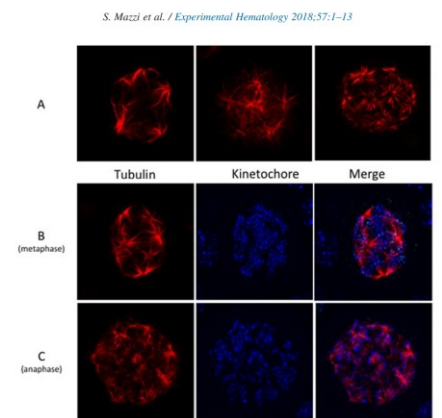 S. Mazzi et al. / Experimental Hematology 2018;57:1–13
A
Tubulin Kinetochore Merge
B
(metaphase)
C
(anaphase)